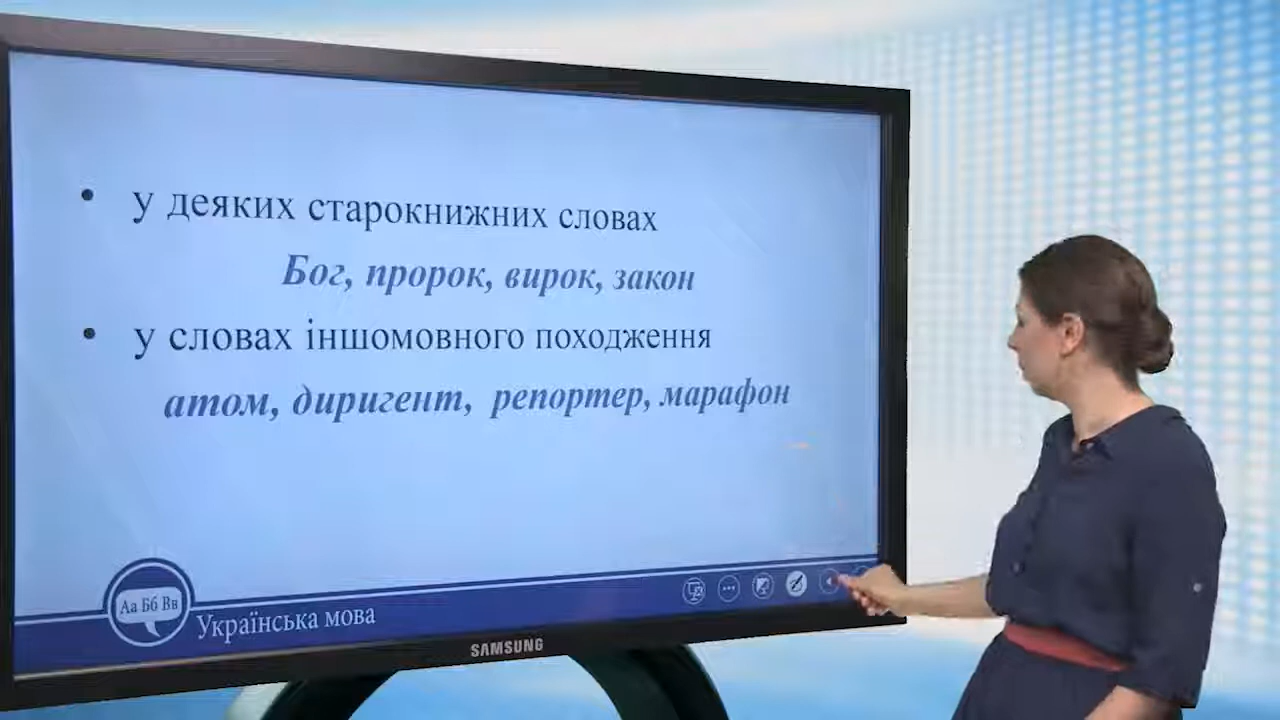 • у деяких старокнижних словах
Бог, пророк, вирок, закон
• у словах іншомовного походження
атом, диригент, репортер, марафон
Аа Бб Вв
Українська мова
SAMSUNG